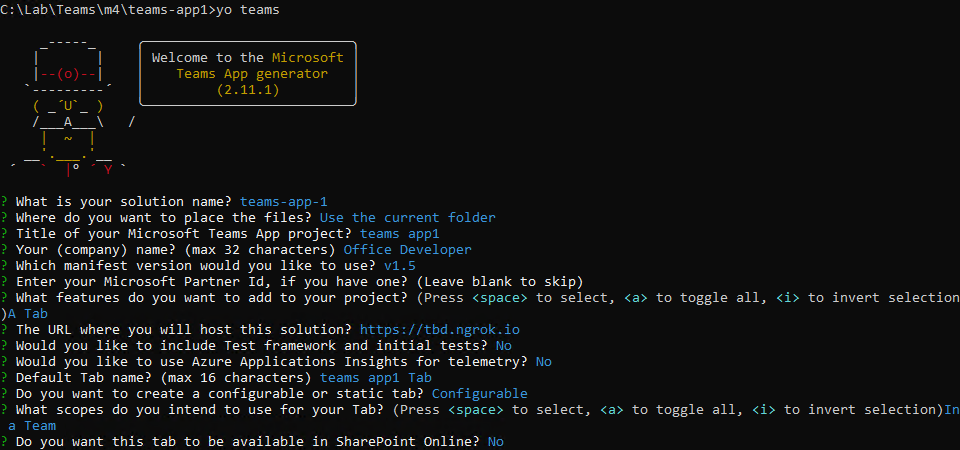 C:\Lab\Teams\m4\teams-app1>yo teams
Welcome to the Microsoft
Teams App generator
(2.11.1)
? What is your solution name? teams-app-1
? Where do you want to place the files? Use the current folder
? Title of your Microsoft Teams App project? teams app1
? Your (company) name? (max 32 characters) Office Developer
? Which manifest version would you like to use? v1.5
? Enter your Microsoft Partner Id, if you have one? (Leave blank to skip)
? What features do you want to add to your project? (Press <space> to select, <a> to toggle all, <i> to invert selection
)A Tab
? The URL where you will host this solution? https://tbd.ngrok.io
? Would you like to include Test framework and initial tests? No
? Would you like to use Azure Applications Insights for telemetry? No
? Default Tab name? (max 16 characters) teams app1 Tab
? Do you want to create a configurable or static tab? Configurable
? What scopes do you intend to use for your Tab? (Press <space> to select, <a> to toggle all, <i> to invert selection)In
a Team
? Do you want this tab to be available in SharePoint Online? No